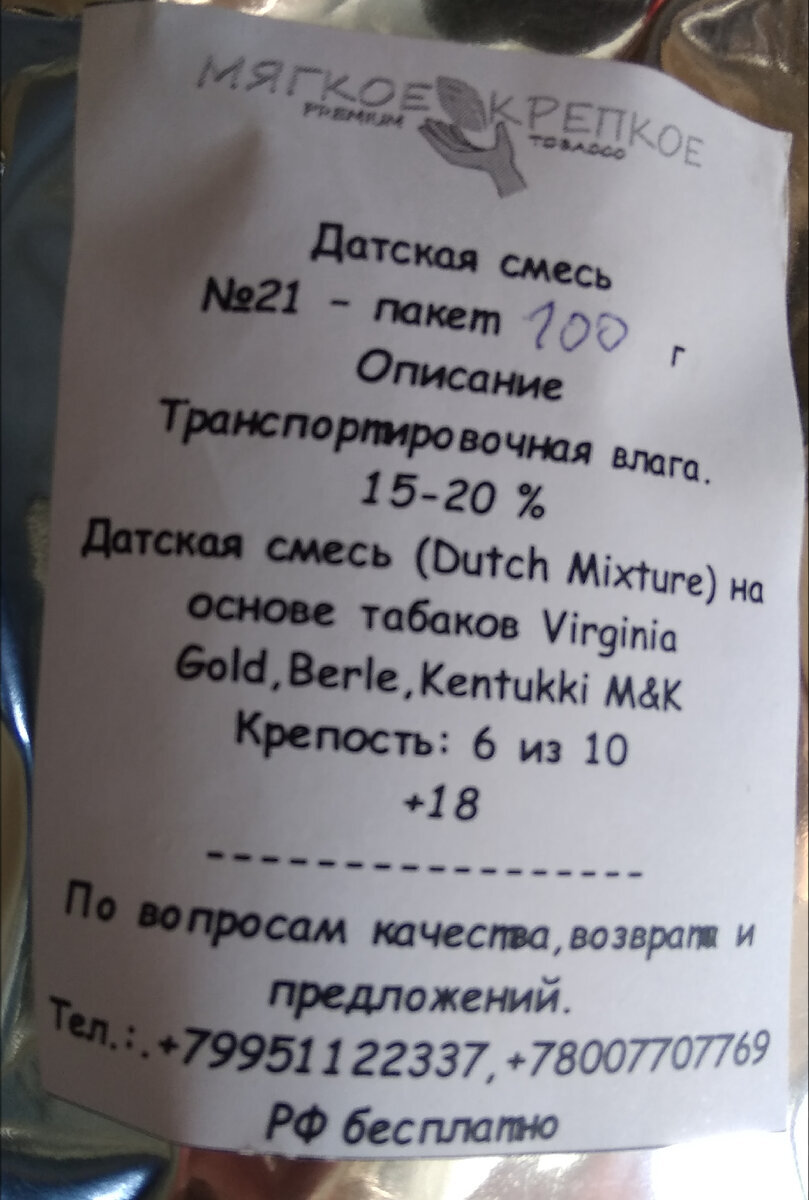 МЯГКОЕ КРЕПКОЕ
PREMIUM TOBACCO
Датская смесь
№21 - пакет 100 г
Описание
Транспортировочная влага.
15-20 %
Датская смесь (Dutch Mixture) на
основе табаков Virginia
Gold,Berle,Kentukki M&K
Крепость: 6 из 10
+18
------------------
По вопросам качества,возврата и
предложений.
Тел.:.+79951122337,+78007707769
РФ бесплатно